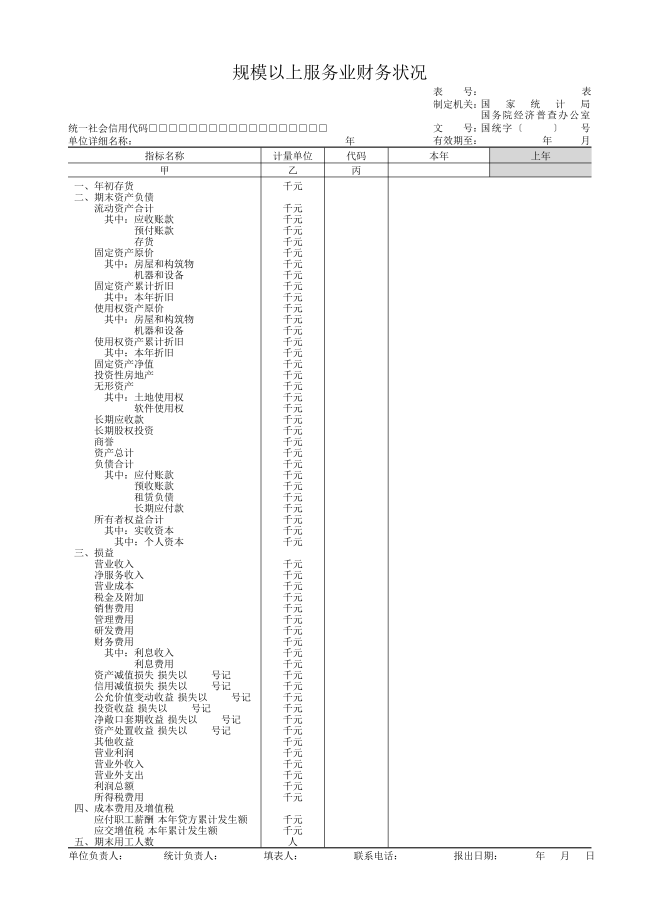 规模以上服务业财务状况
表 号： 表
制定机关：国 家 统 计 局
国务院经济普查办公室
统一社会信用代码□□□□□□□□□□□□□□□□□□ 文 号：国统字〔 〕 号
单位详细名称： 年 有效期至： 年 月
指标名称 计量单位 代码 本年 上年
甲 乙 丙
一、年初存货 千元
二、期末资产负债
流动资产合计 千元
其中：应收账款 千元
预付账款 千元
存货 千元
固定资产原价 千元
其中：房屋和构筑物 千元
机器和设备 千元
固定资产累计折旧 千元
其中：本年折旧 千元
使用权资产原价 千元
其中：房屋和构筑物 千元
机器和设备 千元
使用权资产累计折旧 千元
其中：本年折旧 千元
固定资产净值 千元
投资性房地产 千元
无形资产 千元
其中：土地使用权 千元
软件使用权 千元
长期应收款 千元
长期股权投资 千元
商誉 千元
资产总计 千元
负债合计 千元
其中：应付账款 千元
预收账款 千元
租赁负债 千元
长期应付款 千元
所有者权益合计 千元
其中：实收资本 千元
其中：个人资本 千元
三、损益
营业收入 千元
净服务收入 千元
营业成本 千元
税金及附加 千元
销售费用 千元
管理费用 千元
研发费用 千元
财务费用 千元
其中：利息收入 千元
利息费用 千元
资产减值损失 损失以 号记 千元
信用减值损失 损失以 号记 千元
公允价值变动收益 损失以 号记 千元
投资收益 损失以 号记 千元
净敞口套期收益 损失以 号记 千元
资产处置收益 损失以 号记 千元
其他收益 千元
营业利润 千元
营业外收入 千元
营业外支出 千元
利润总额 千元
所得税费用 千元
四、成本费用及增值税
应付职工薪酬 本年贷方累计发生额 千元
应交增值税 本年累计发生额 千元
五、期末用工人数 人
单位负责人： 统计负责人： 填表人： 联系电话： 报出日期： 年 月 日